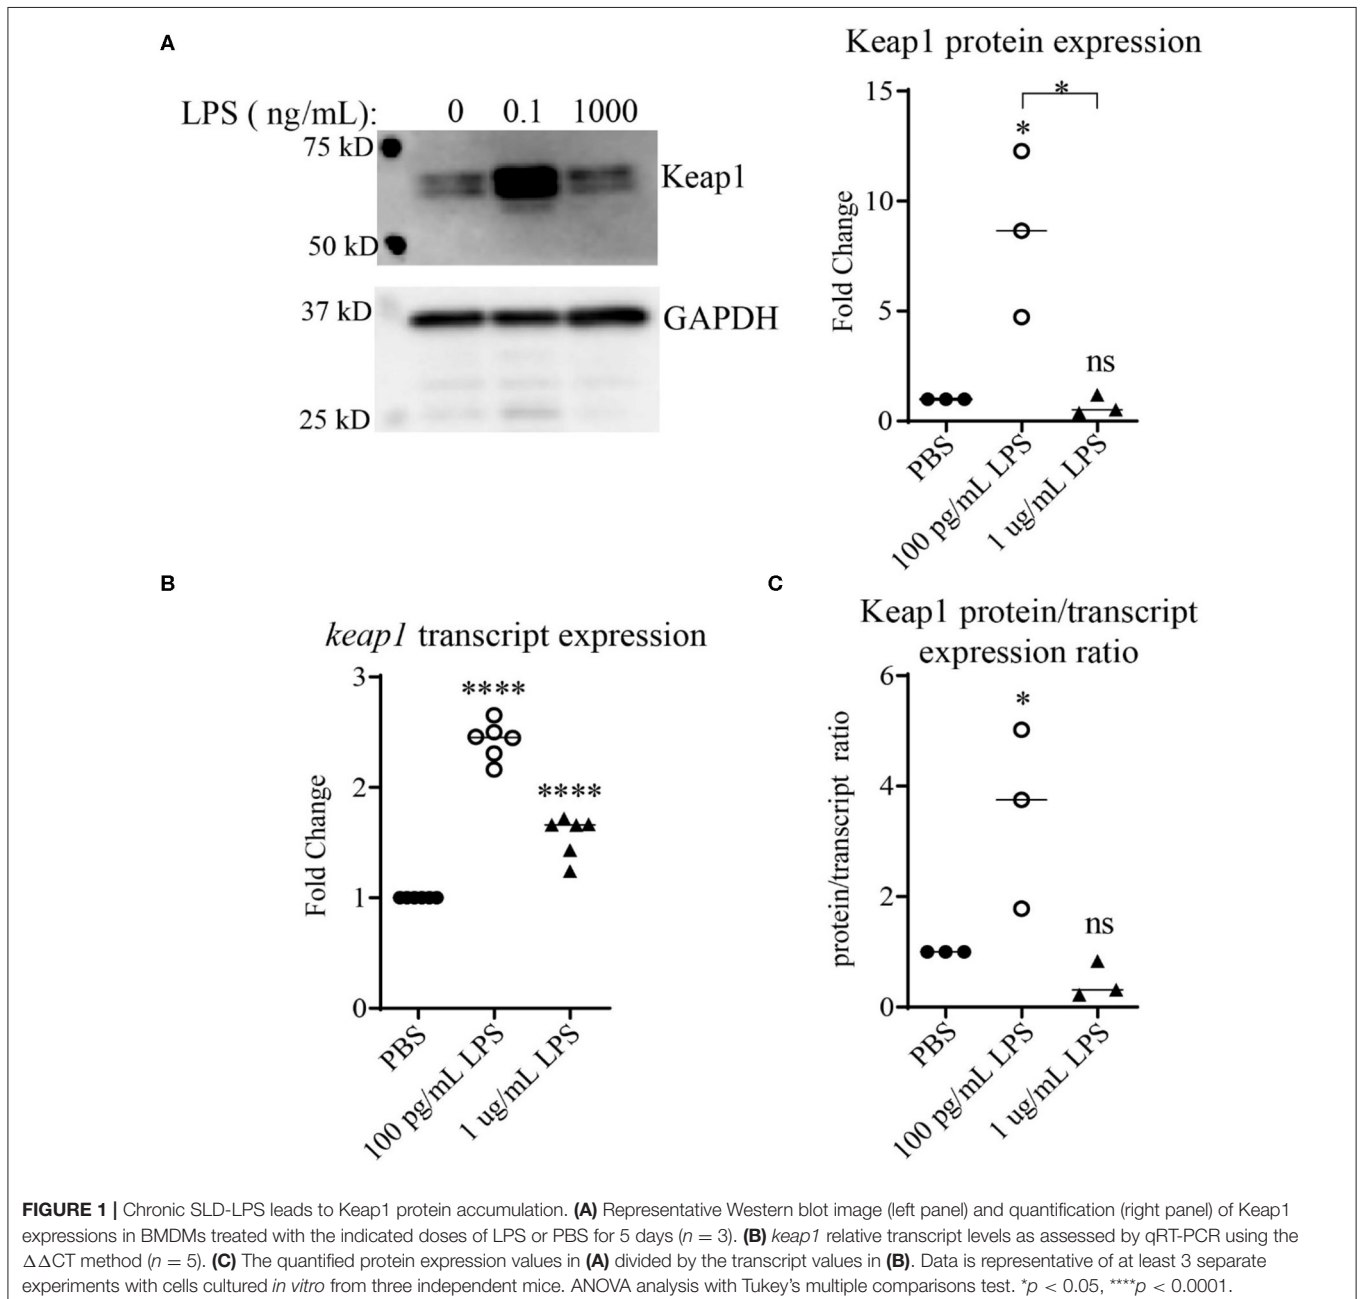 A
LPS ( ng/mL): 0 0.1 1000
75 kD
Keap1
50 kD
37 kD
GAPDH
25 kD
Keap1 protein expression
15
10
5
0
Fold Change
*
*
ns
PBS
100 pg/mL LPS
1 ug/mL LPS
B
keap1 transcript expression
3
2
1
0
Fold Change
****
****
PBS
100 pg/mL LPS
1 ug/mL LPS
C
Keap1 protein/transcript
expression ratio
6
4
2
0
protein/transcript ratio
*
ns
PBS
100 pg/mL LPS
1 ug/mL LPS
FIGURE 1 | Chronic SLD-LPS leads to Keap1 protein accumulation. (A) Representative Western blot image (left panel) and quantification (right panel) of Keap1
expressions in BMDMs treated with the indicated doses of LPS or PBS for 5 days (n = 3). (B) keap1 relative transcript levels as assessed by qRT-PCR using the
ΔΔCT method (n = 5). (C) The quantified protein expression values in (A) divided by the transcript values in (B). Data is representative of at least 3 separate
experiments with cells cultured in vitro from three independent mice. ANOVA analysis with Tukey's multiple comparisons test. *p < 0.05, ****p < 0.0001.